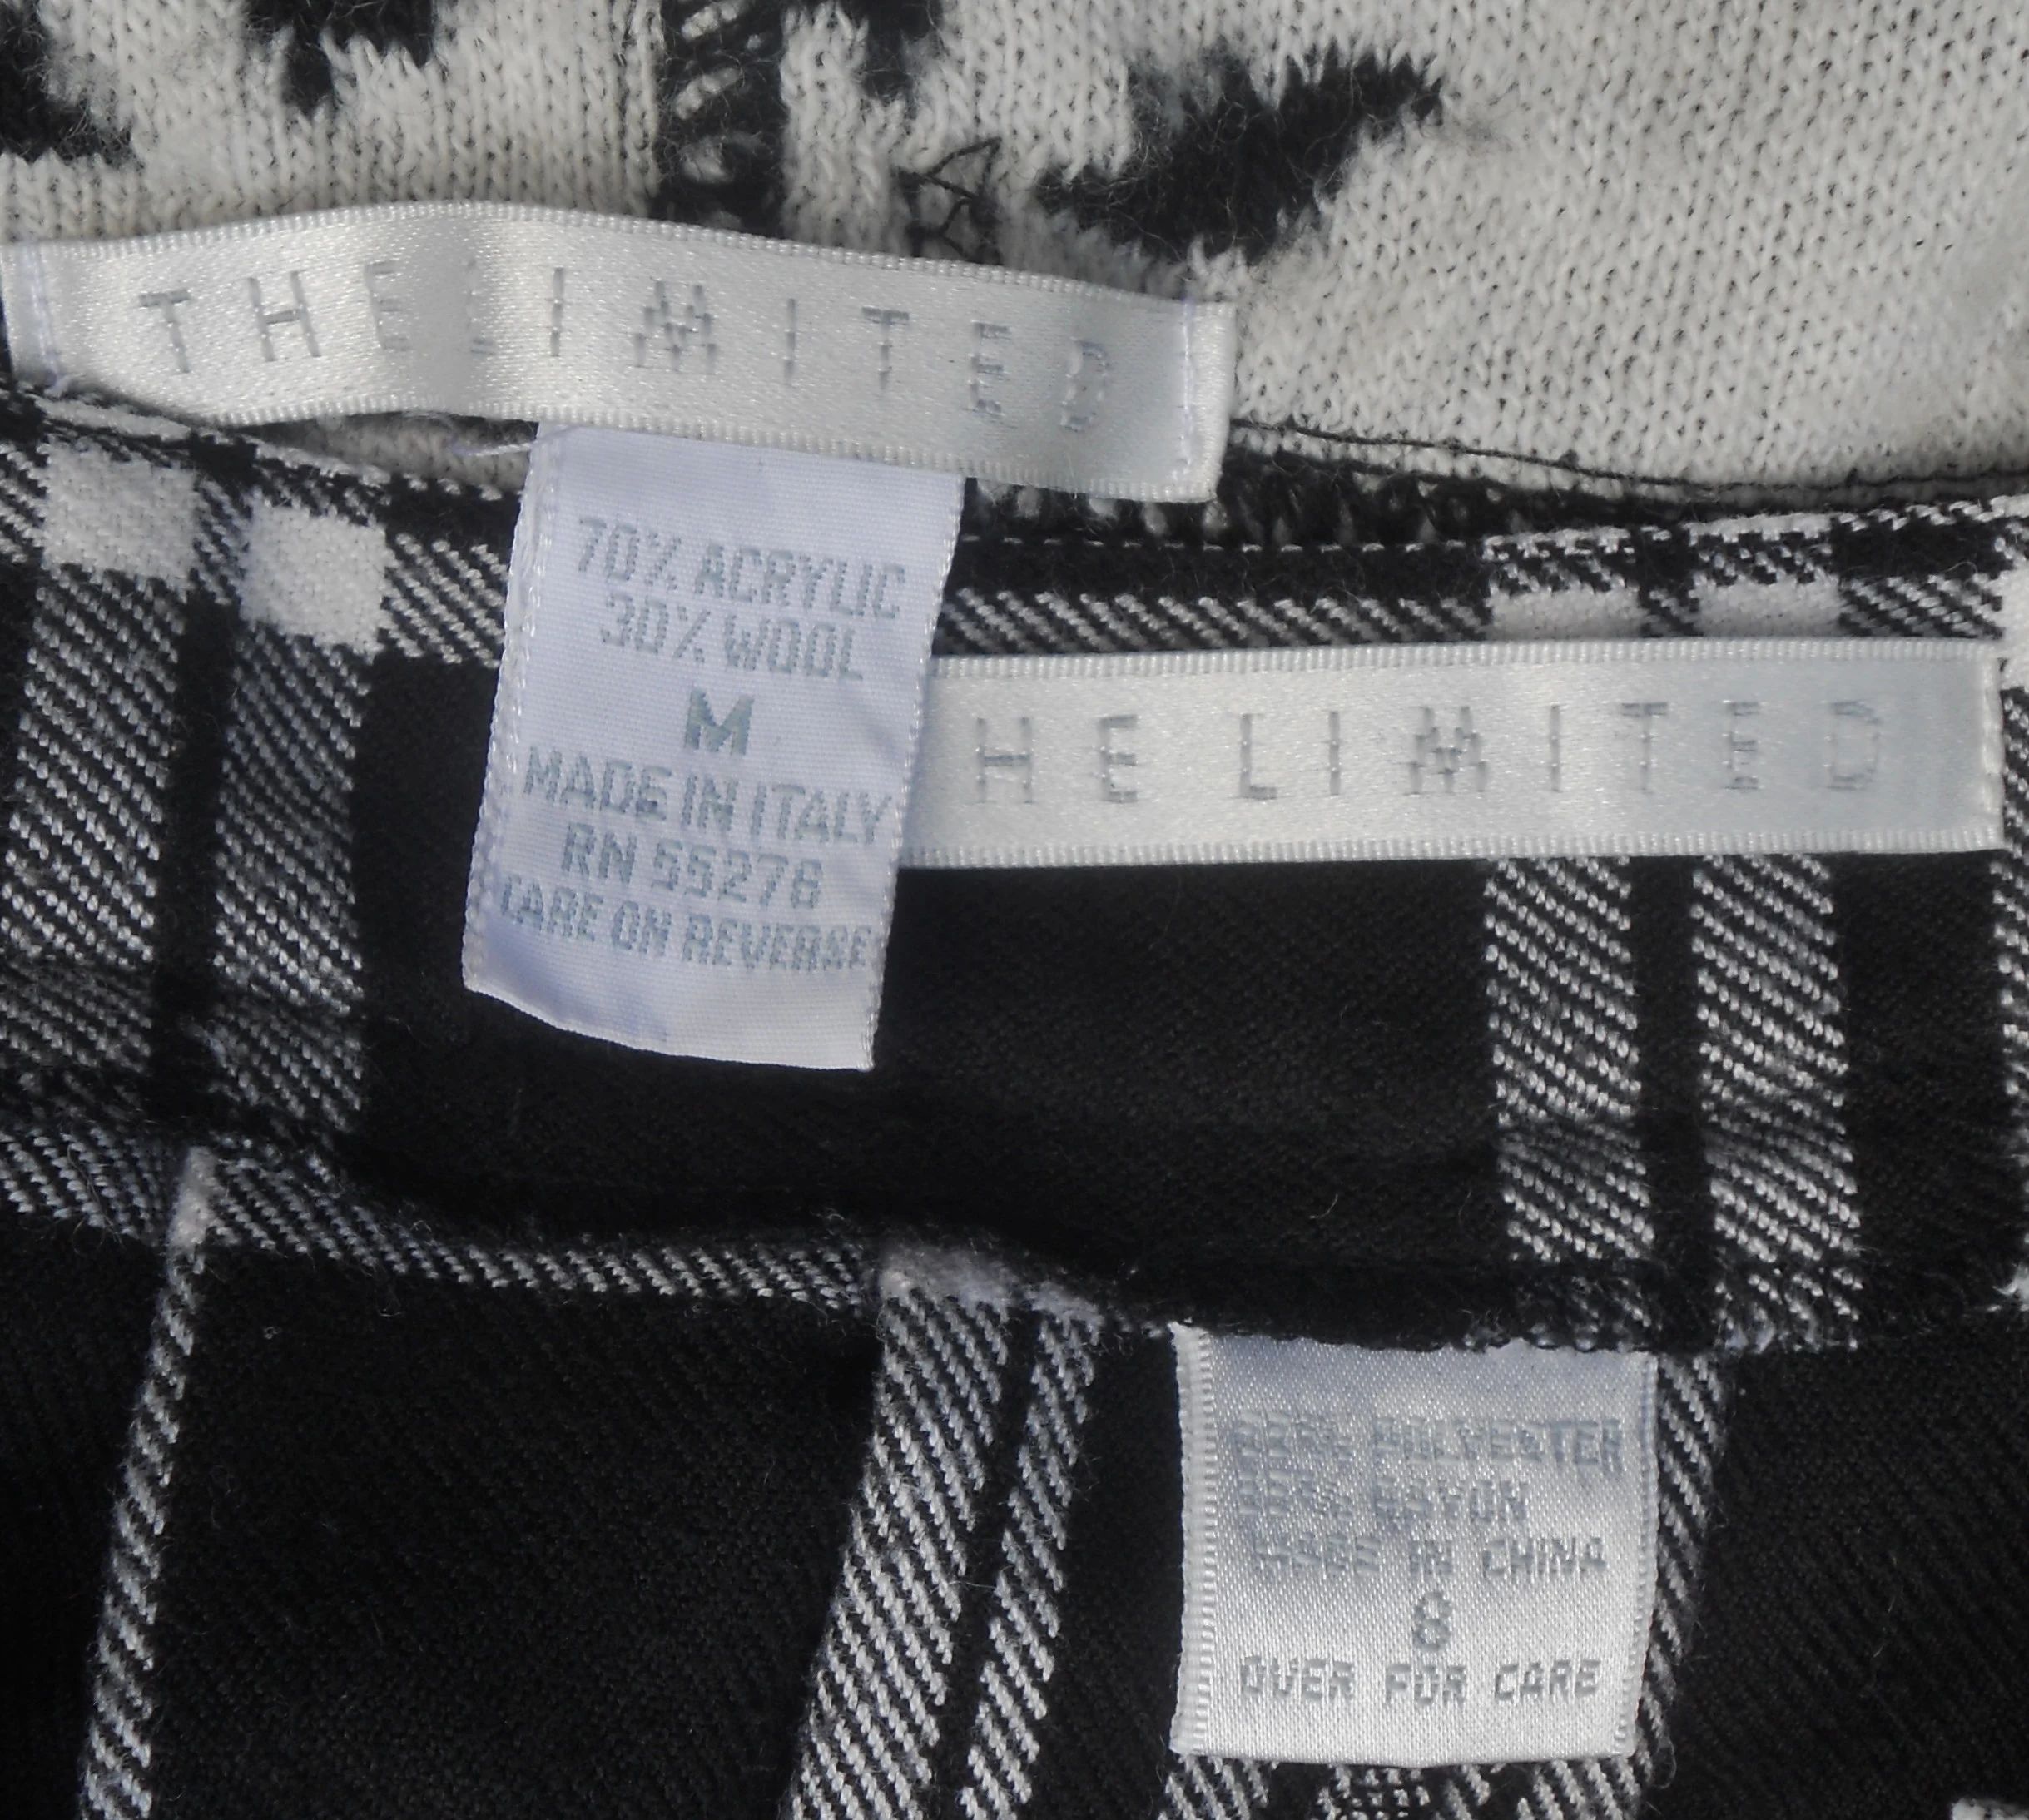 THE LIMITED
70% ACRYLIC
30% WOOL
M
MADE IN ITALY
RN 55278
CARE ON REVERSE
HE LIMITED
POLYESTER
RAYON
MADE IN CHINA
8
OVER FOR CARE